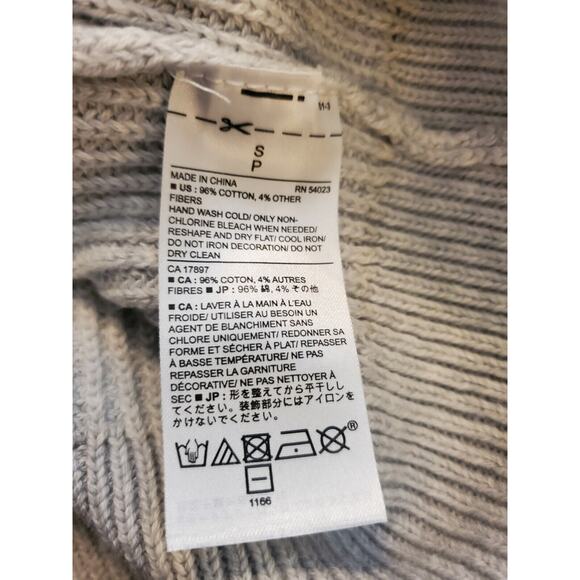 11-3
S
P
MADE IN CHINA RN 54023
■ US : 96% COTTON, 4% OTHER
FIBERS
HAND WASH COLD/ ONLY NON-
CHLORINE BLEACH WHEN NEEDED/
RESHAPE AND DRY FLAT/ COOL IRON/
DO NOT IRON DECORATION/ DO NOT
DRY CLEAN
CA 17897
■ CA : 96% COTON, 4% AUTRES
FIBRES ■ JP : 96% 綿, 4% その他
■ CA : LAVER À LA MAIN À L'EAU
FROIDE/ UTILISER AU BESOIN UN
AGENT DE BLANCHIMENT SANS
CHLORE UNIQUEMENT/ REDONNER SA
FORME ET SÉCHER À PLAT/ REPASSER
À BASSE TEMPÉRATURE/ NE PAS
REPASSER LA GARNITURE
DÉCORATIVE/ NE PAS NETTOYER À
SEC ■ JP : 形を整えてから平干しし
てください。装飾部分にはアイロンを
かけないでください。
®
1166